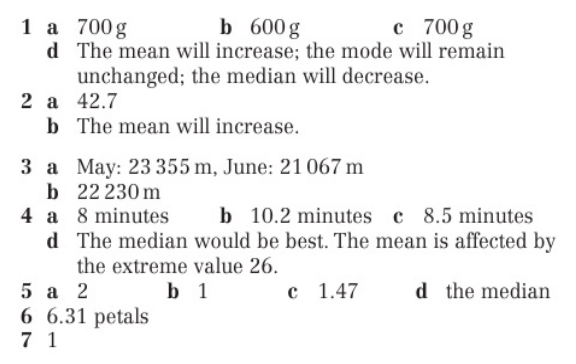 1 a 700 g b 600 g c 700 g
d The mean will increase; the mode will remain
unchanged; the median will decrease.
2 a 42.7
b The mean will increase.
3 a May: 23 355 m, June: 21 067 m
b 22 230 m
4 a 8 minutes b 10.2 minutes c 8.5 minutes
d The median would be best. The mean is affected by
the extreme value 26.
5 a 2 b 1 c 1.47 d the median
6 6.31 petals
7 1